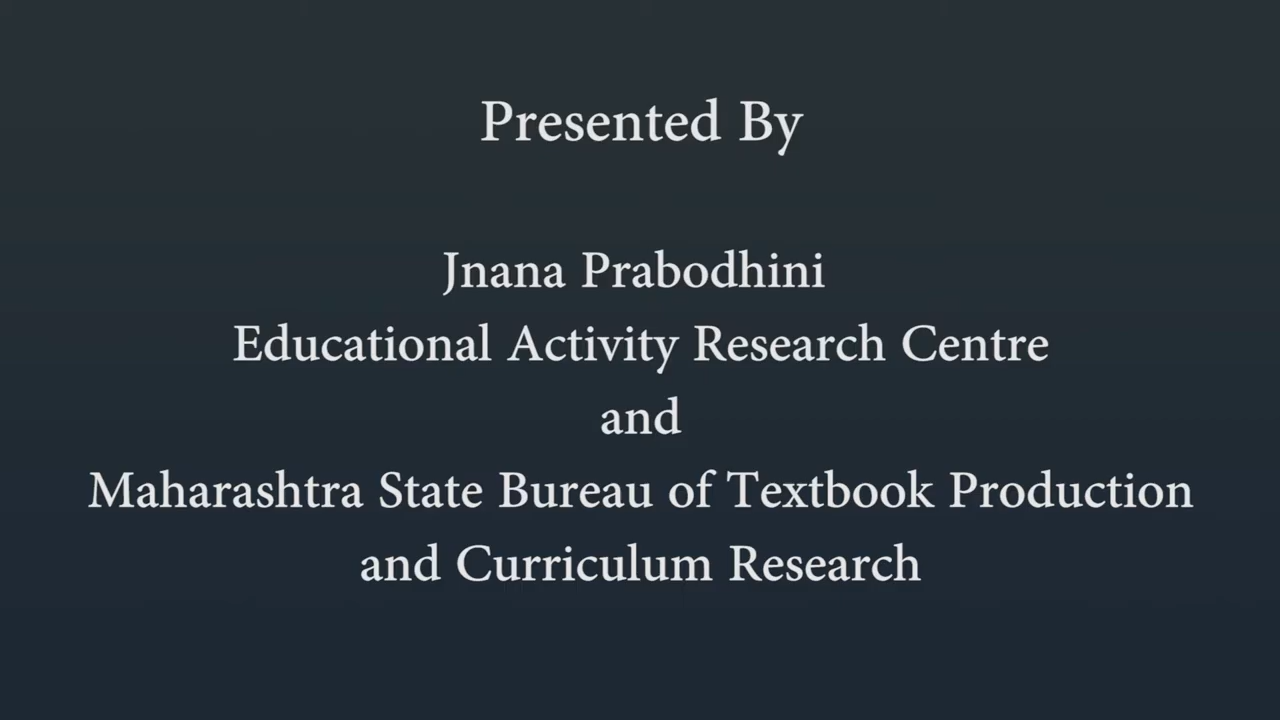 Presented By
Jnana Prabodhini
Educational Activity Research Centre
and
Maharashtra State Bureau of Textbook Production
and Curriculum Research